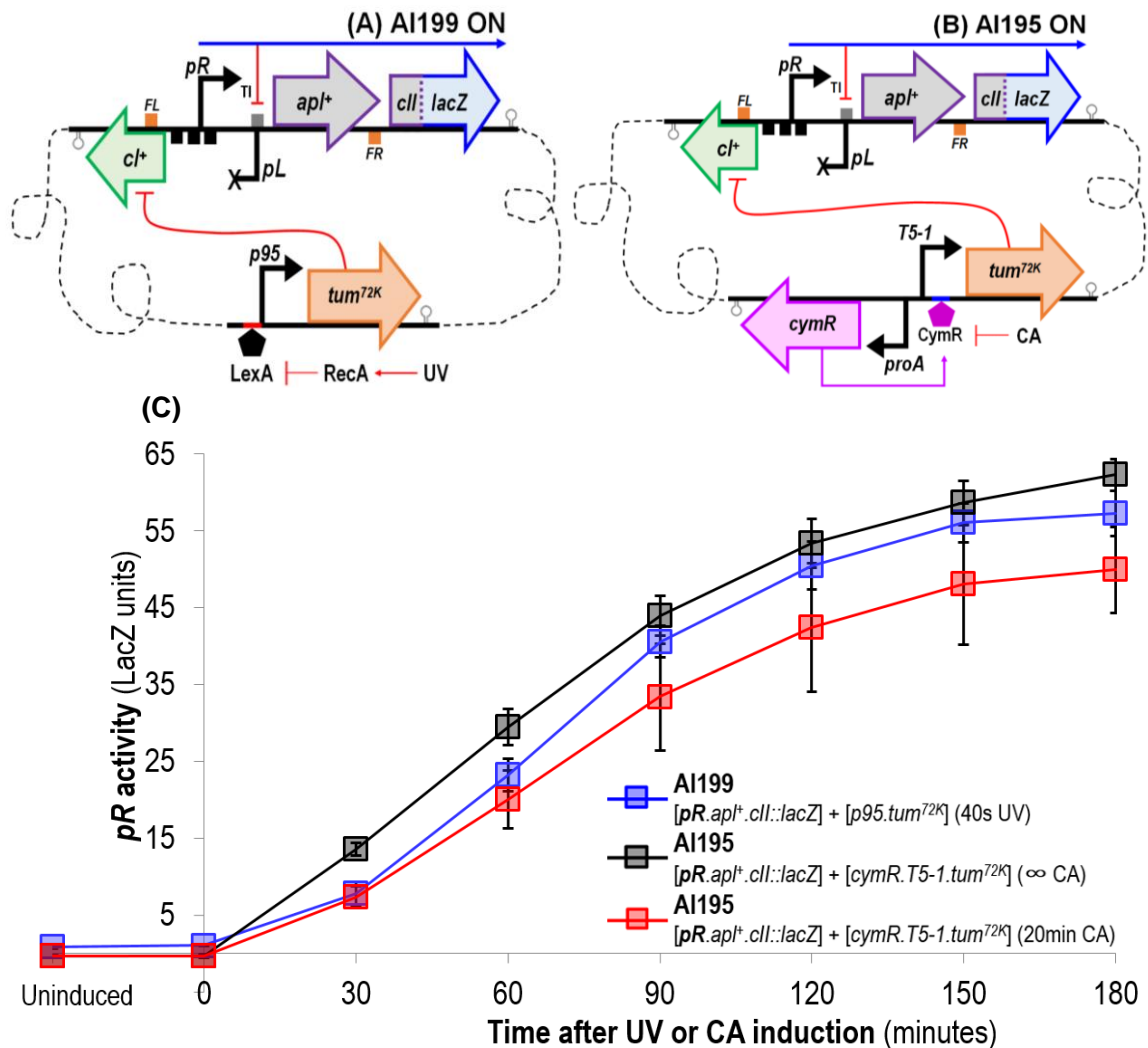 (A) AI199 ON
pR
TI
apl⁺
cII lacZ
FL
cI⁺
pL
FR
p95
tum⁷²ᴷ
LexA
RecA
UV
(B) AI195 ON
pR
TI
apl⁺
cII lacZ
FL
cI⁺
pL
FR
T5-1
tum⁷²ᴷ
cymR
CymR
CA
proA
(C)
65
55
45
35
25
15
5
pR activity (LacZ units)
AI199
[pR.apl⁺.cII::lacZ] + [p95.tum⁷²ᴷ] (40s UV)
AI195
[pR.apl⁺.cII::lacZ] + [cymR.T5-1.tum⁷²ᴷ] (∞ CA)
AI195
[pR.apl⁺.cII::lacZ] + [cymR.T5-1.tum⁷²ᴷ] (20min CA)
Uninduced 0 30 60 90 120 150 180
Time after UV or CA induction (minutes)